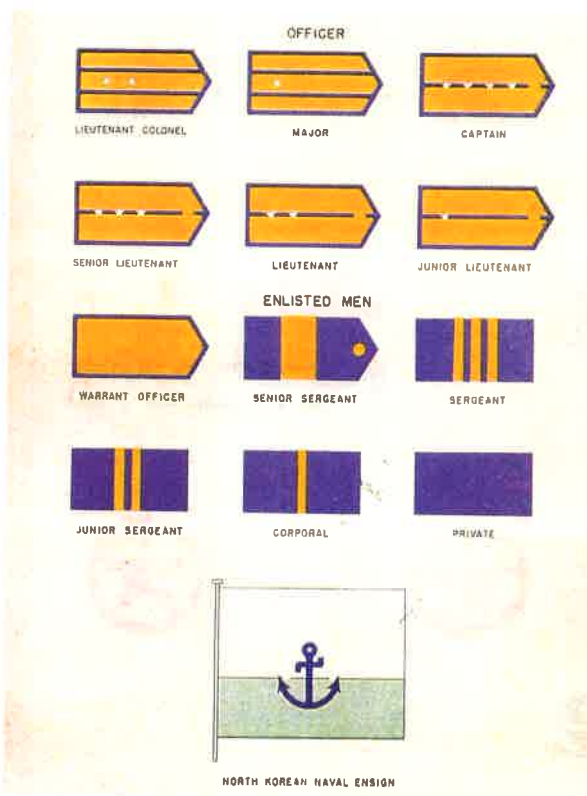 OFFICER
LIEUTENANT COLONEL
MAJOR
CAPTAIN
SENIOR LIEUTENANT
LIEUTENANT
JUNIOR LIEUTENANT
ENLISTED MEN
WARRANT OFFICER
SENIOR SERGEANT
SERGEANT
JUNIOR SERGEANT
CORPORAL
PRIVATE
NORTH KOREAN NAVAL ENSIGN